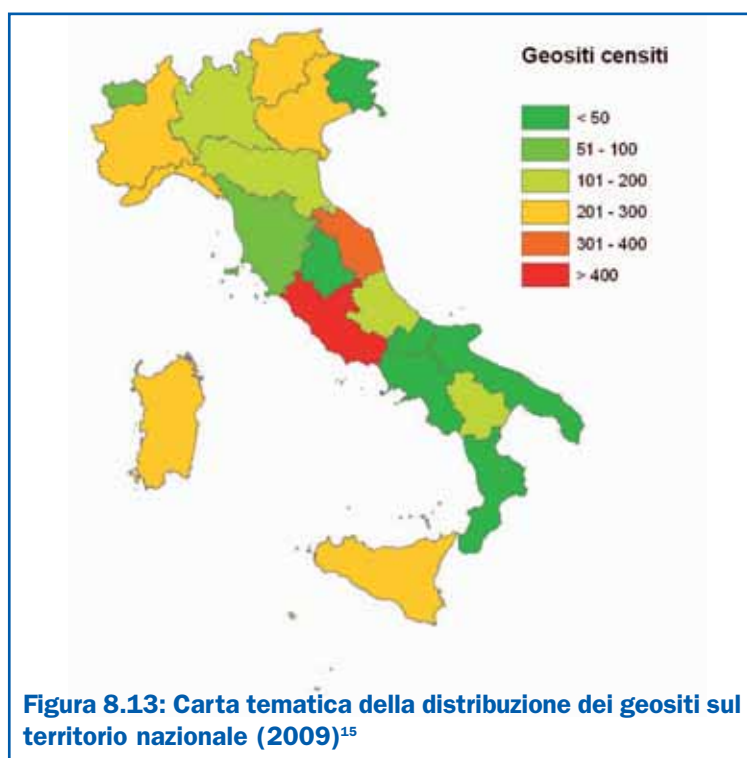 Geositi censiti
< 50
51 - 100
101 - 200
201 - 300
301 - 400
> 400
Figura 8.13: Carta tematica della distribuzione dei geositi sul
territorio nazionale (2009)¹⁵